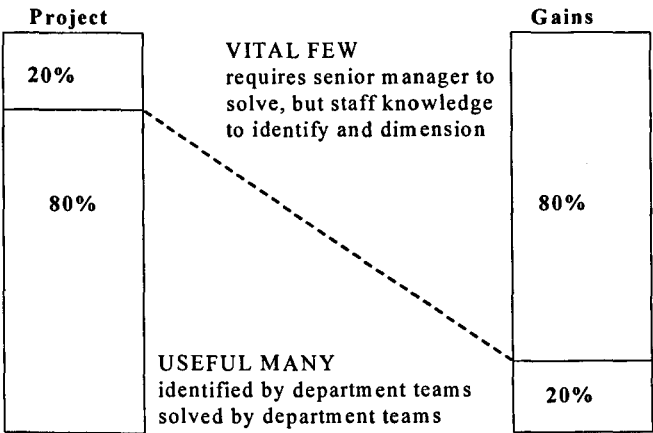 Project
Gains
VITAL FEW
requires senior manager to
solve, but staff knowledge
to identify and dimension
20%
80%
80%
USEFUL MANY
identified by department teams
solved by department teams
20%